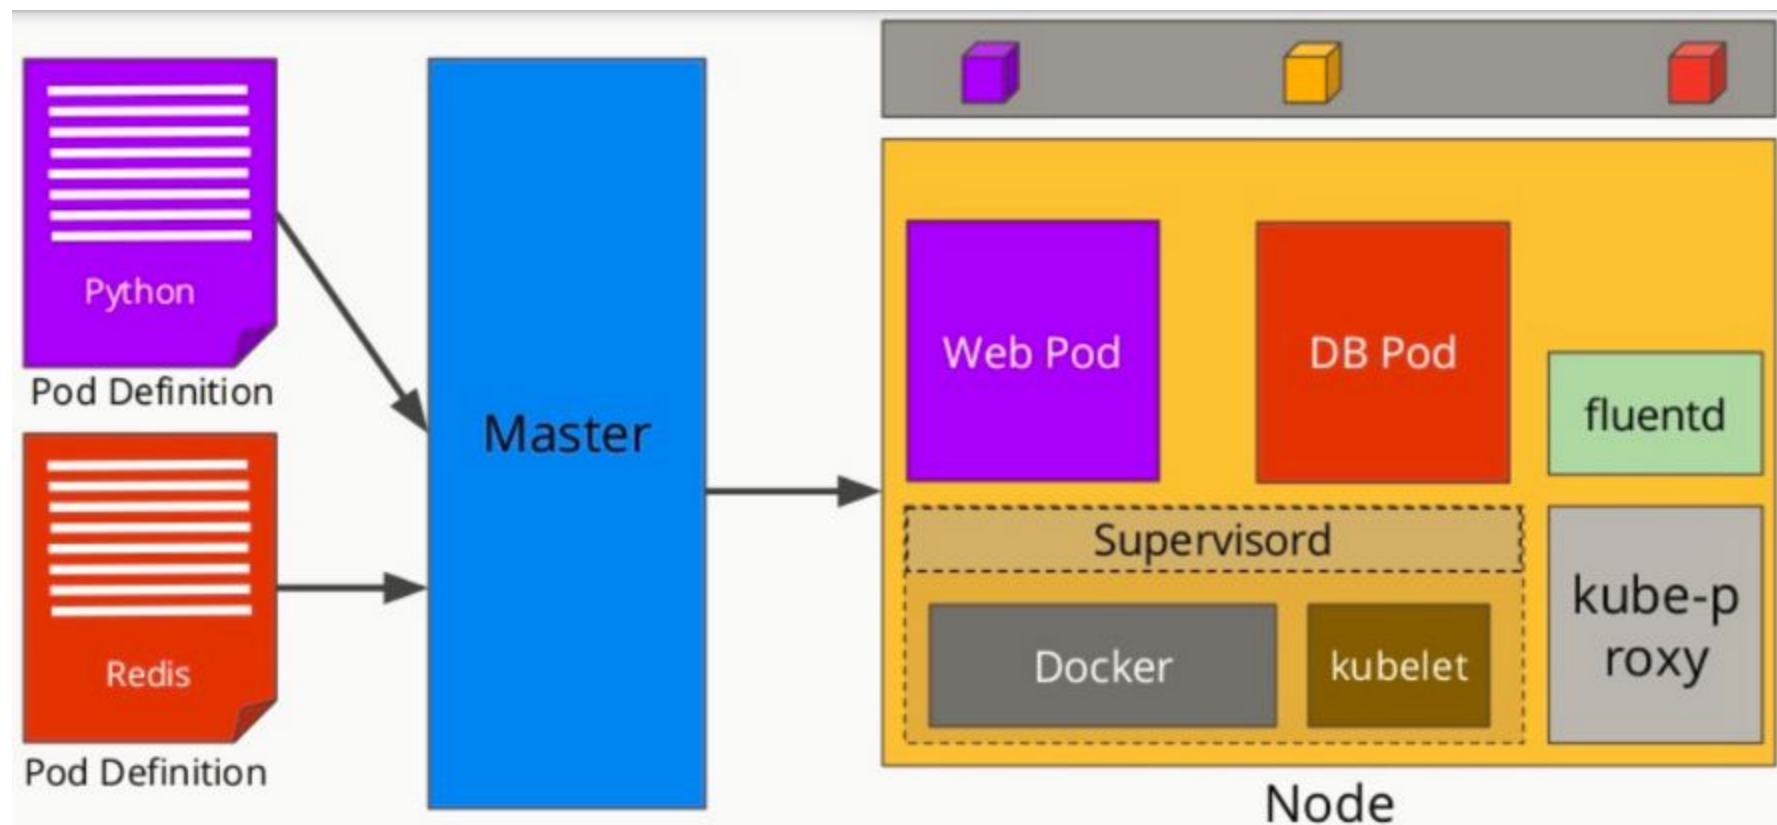 Python
Pod Definition
Redis
Pod Definition
Master
Web Pod
DB Pod
fluentd
Supervisord
Docker
kubelet
kube-p
roxy
Node